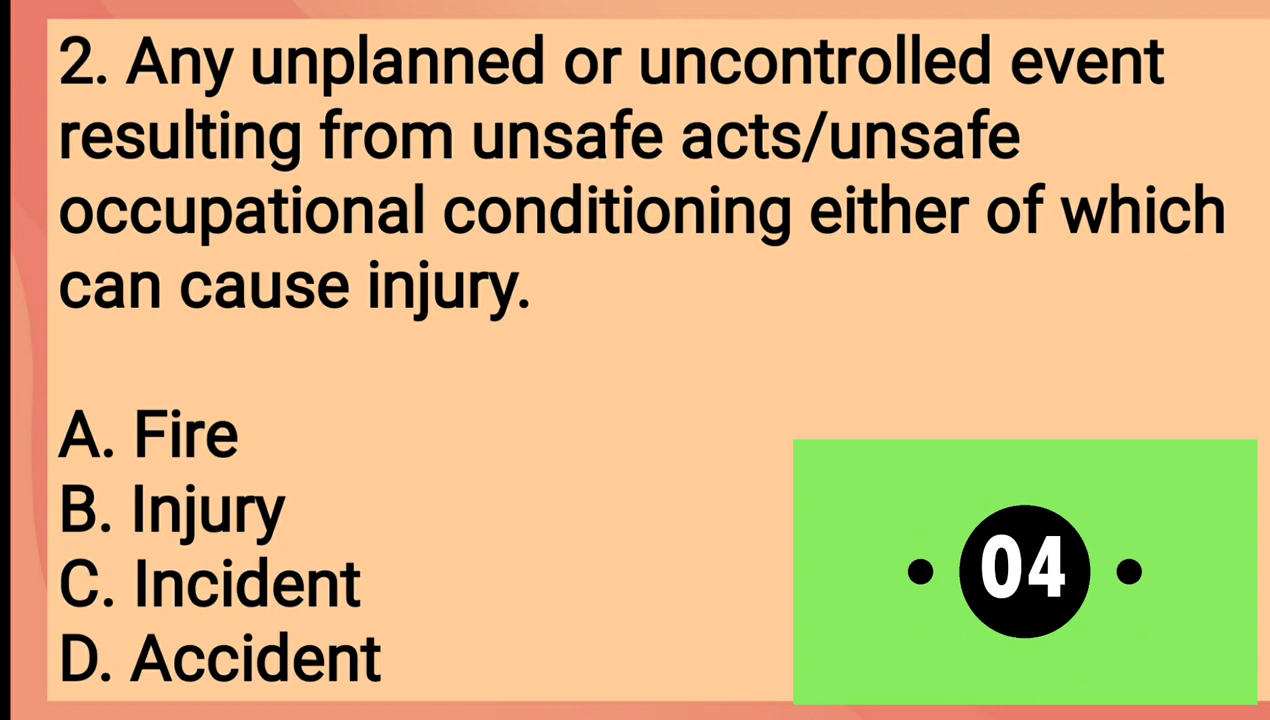 2. Any unplanned or uncontrolled event
resulting from unsafe acts/unsafe
occupational conditioning either of which
can cause injury.
A. Fire
B. Injury
C. Incident
D. Accident
04